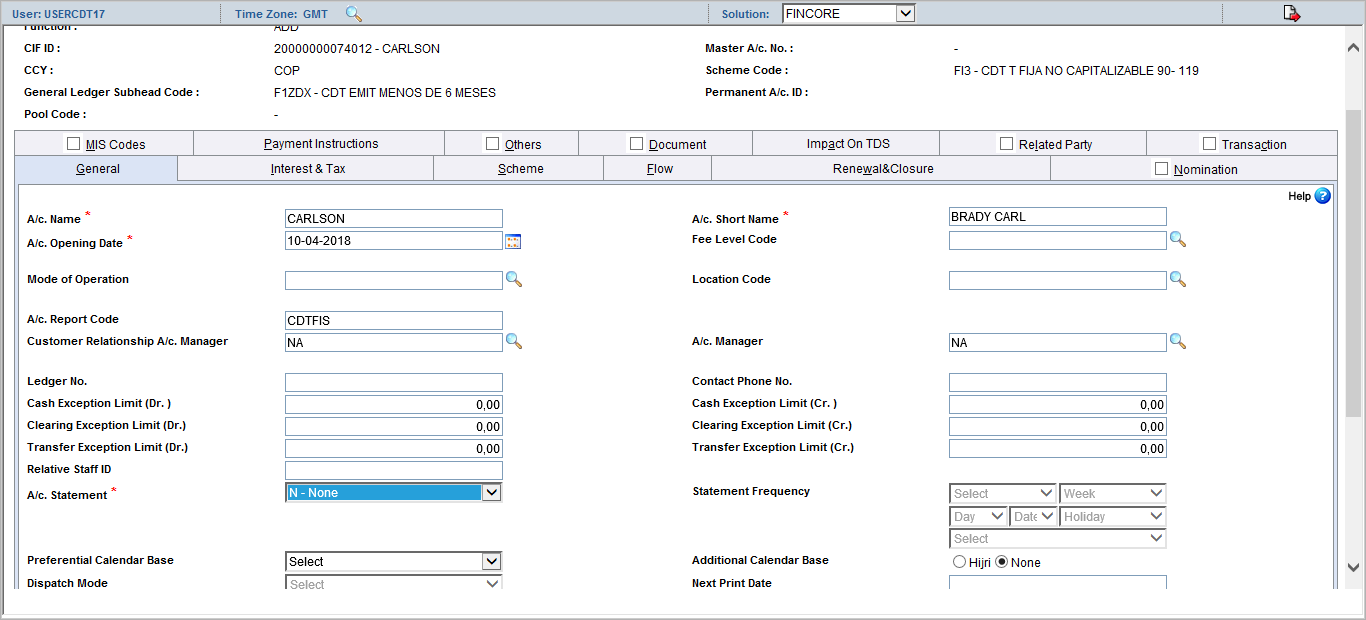 User: USERCDT17 Time Zone: GMT Solution: FINCORE
Function : ADD
CIF ID : 20000000074012 - CARLSON Master A/c. No. : -
CCY : COP Scheme Code : FI3 - CDT T FIJA NO CAPITALIZABLE 90- 119
General Ledger Subhead Code : F1ZDX - CDT EMIT MENOS DE 6 MESES Permanent A/c. ID :
Pool Code : -
MIS Codes Payment Instructions Others Document Impact On TDS Related Party Transaction
General Interest & Tax Scheme Flow Renewal&Closure Nomination
Help ?
A/c. Name * CARLSON A/c. Short Name * BRADY CARL
A/c. Opening Date * 10-04-2018 Fee Level Code
Mode of Operation Location Code
A/c. Report Code CDTFIS
Customer Relationship A/c. Manager NA A/c. Manager NA
Ledger No. Contact Phone No.
Cash Exception Limit (Dr. ) 0,00 Cash Exception Limit (Cr. ) 0,00
Clearing Exception Limit (Dr.) 0,00 Clearing Exception Limit (Cr.) 0,00
Transfer Exception Limit (Dr.) 0,00 Transfer Exception Limit (Cr.) 0,00
Relative Staff ID
A/c. Statement * N - None Statement Frequency Select Week
Day Date Holiday
Select
Preferential Calendar Base Select Additional Calendar Base Hijri None
Dispatch Mode Select Next Print Date